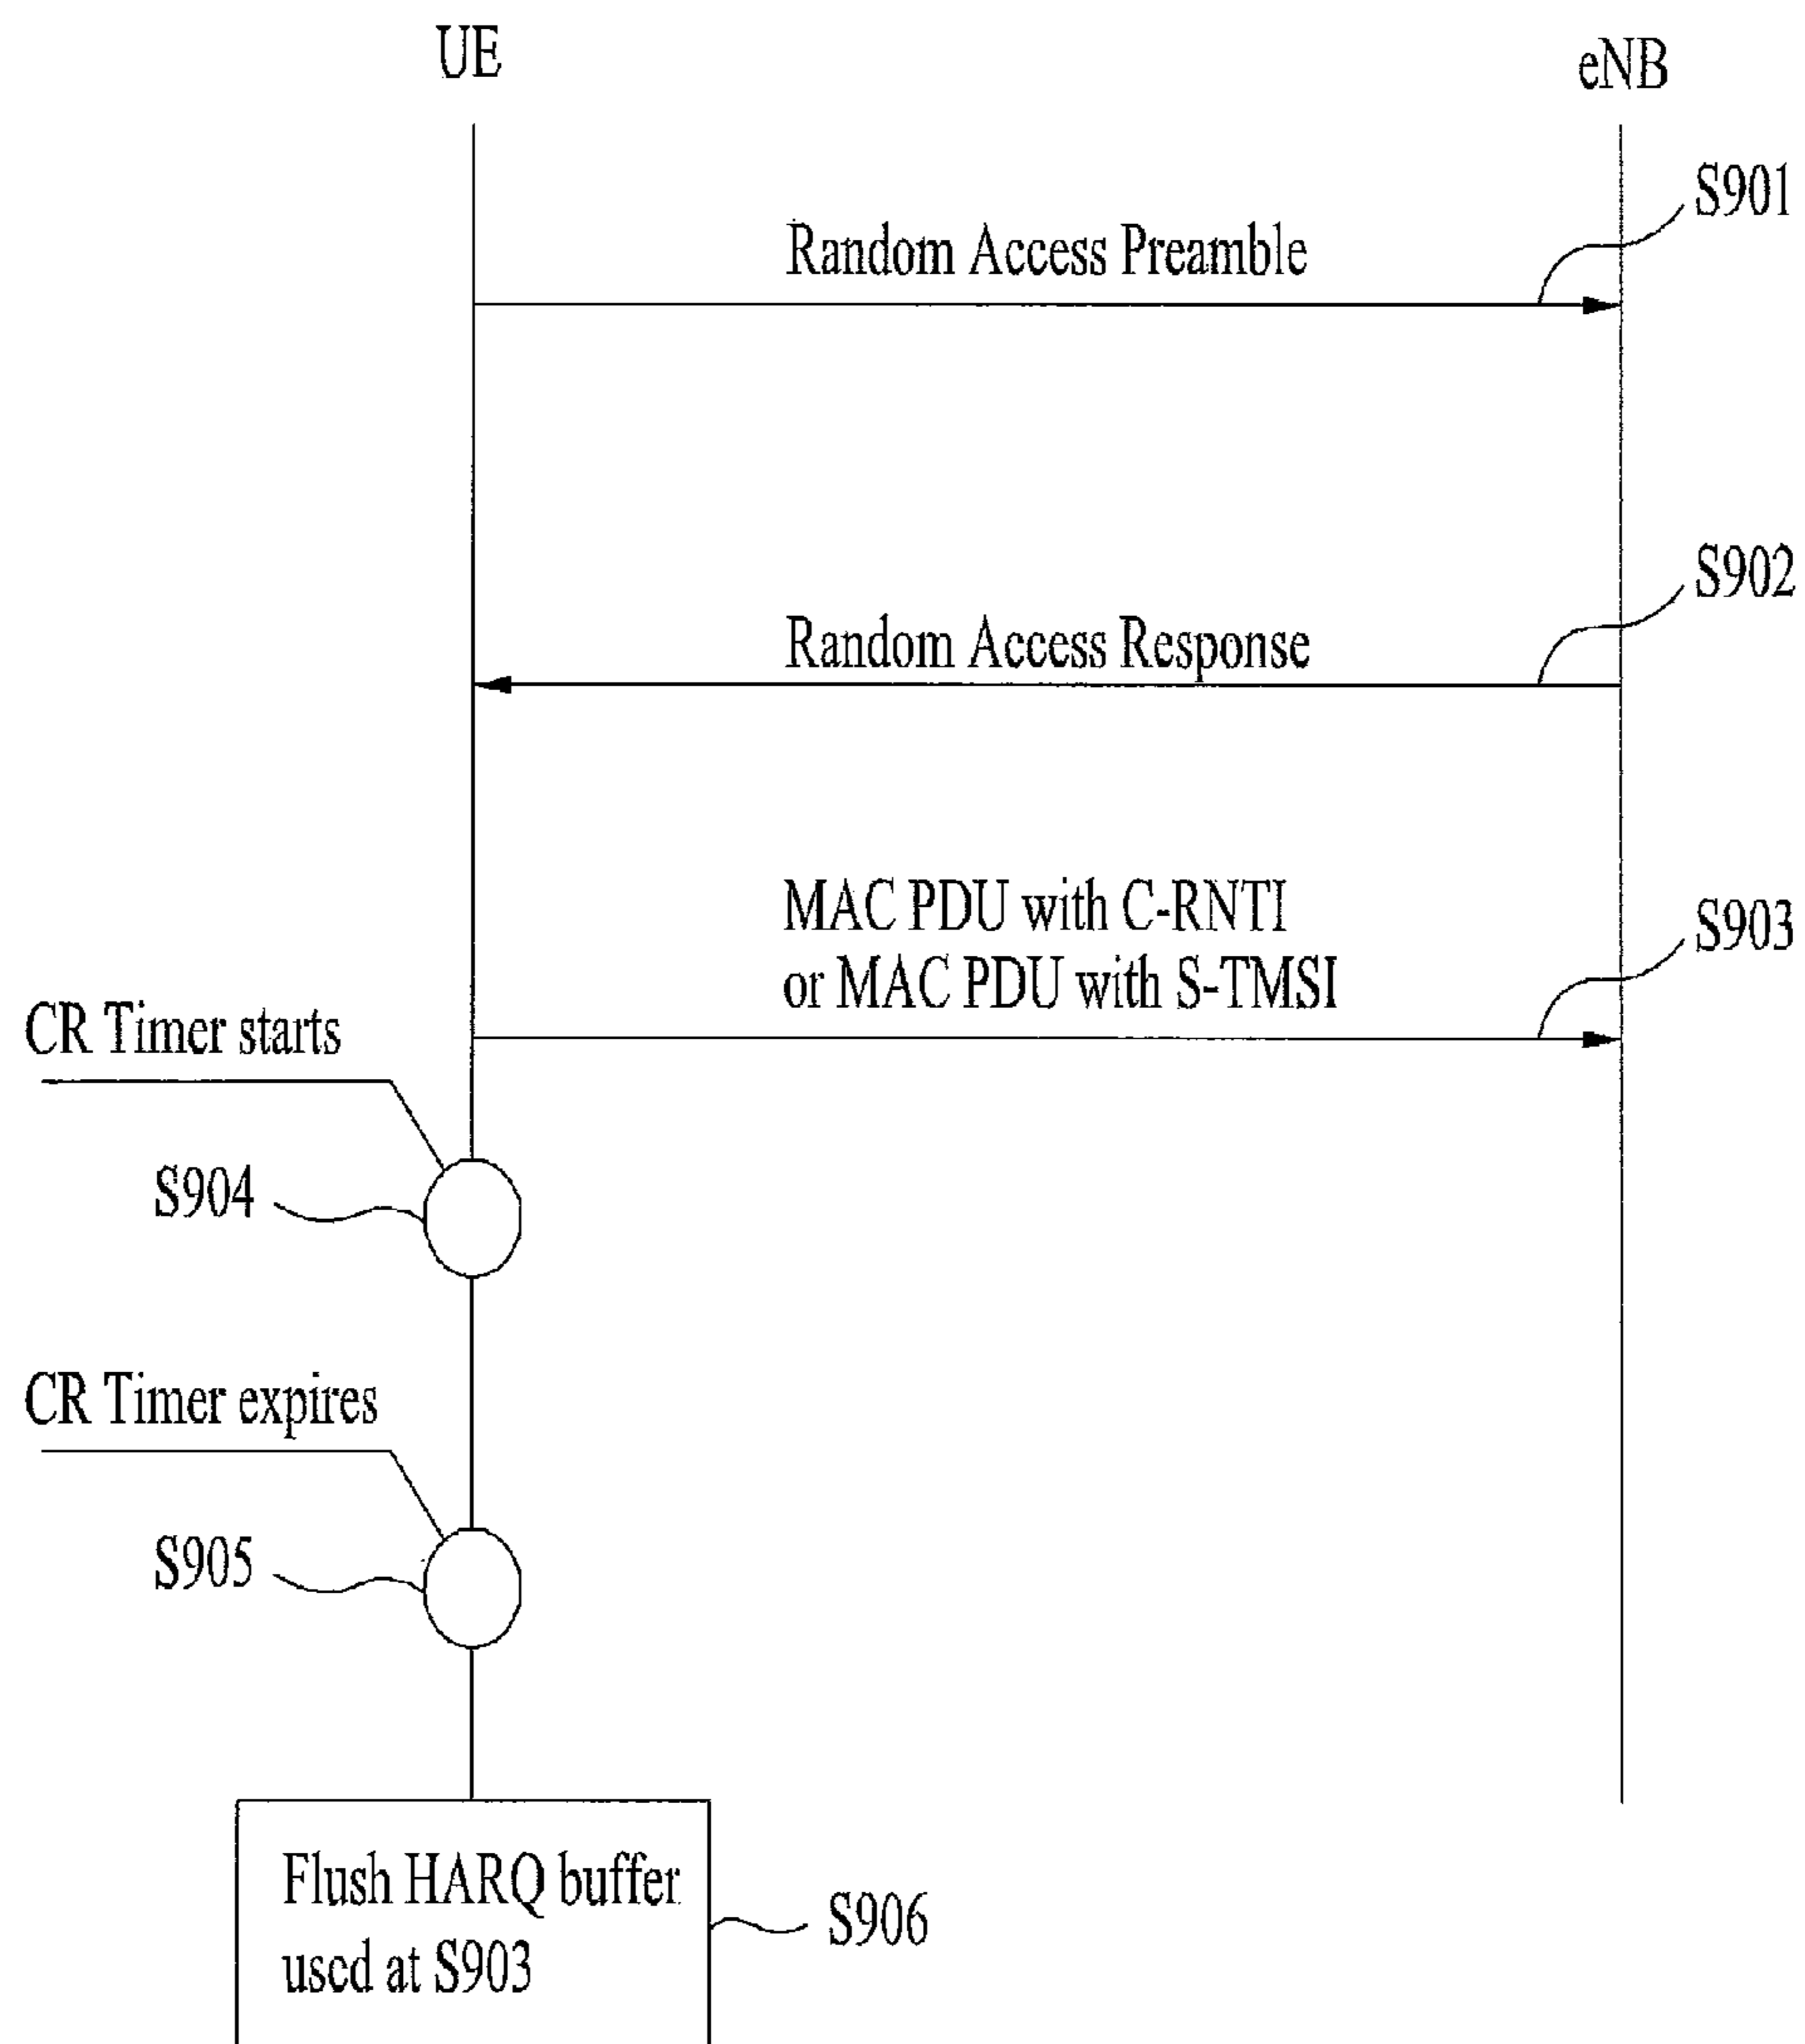 UE
eNB
S901
Random Access Preamble
S902
Random Access Response
MAC PDU with C-RNTI
or MAC PDU with S-TMSI
S903
CR Timer starts
S904
CR Timer expires
S905
Flush HARQ buffer
used at S903
S906